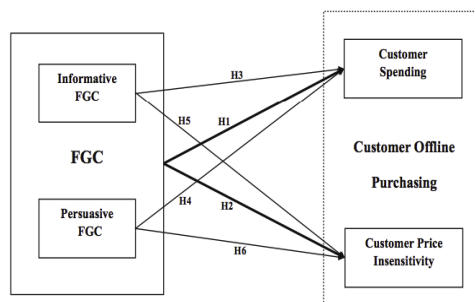 Informative
FGC
FGC
Persuasive
FGC
H3
H5
H1
H4
H2
H6
Customer
Spending
Customer Offline
Purchasing
Customer Price
Insensitivity